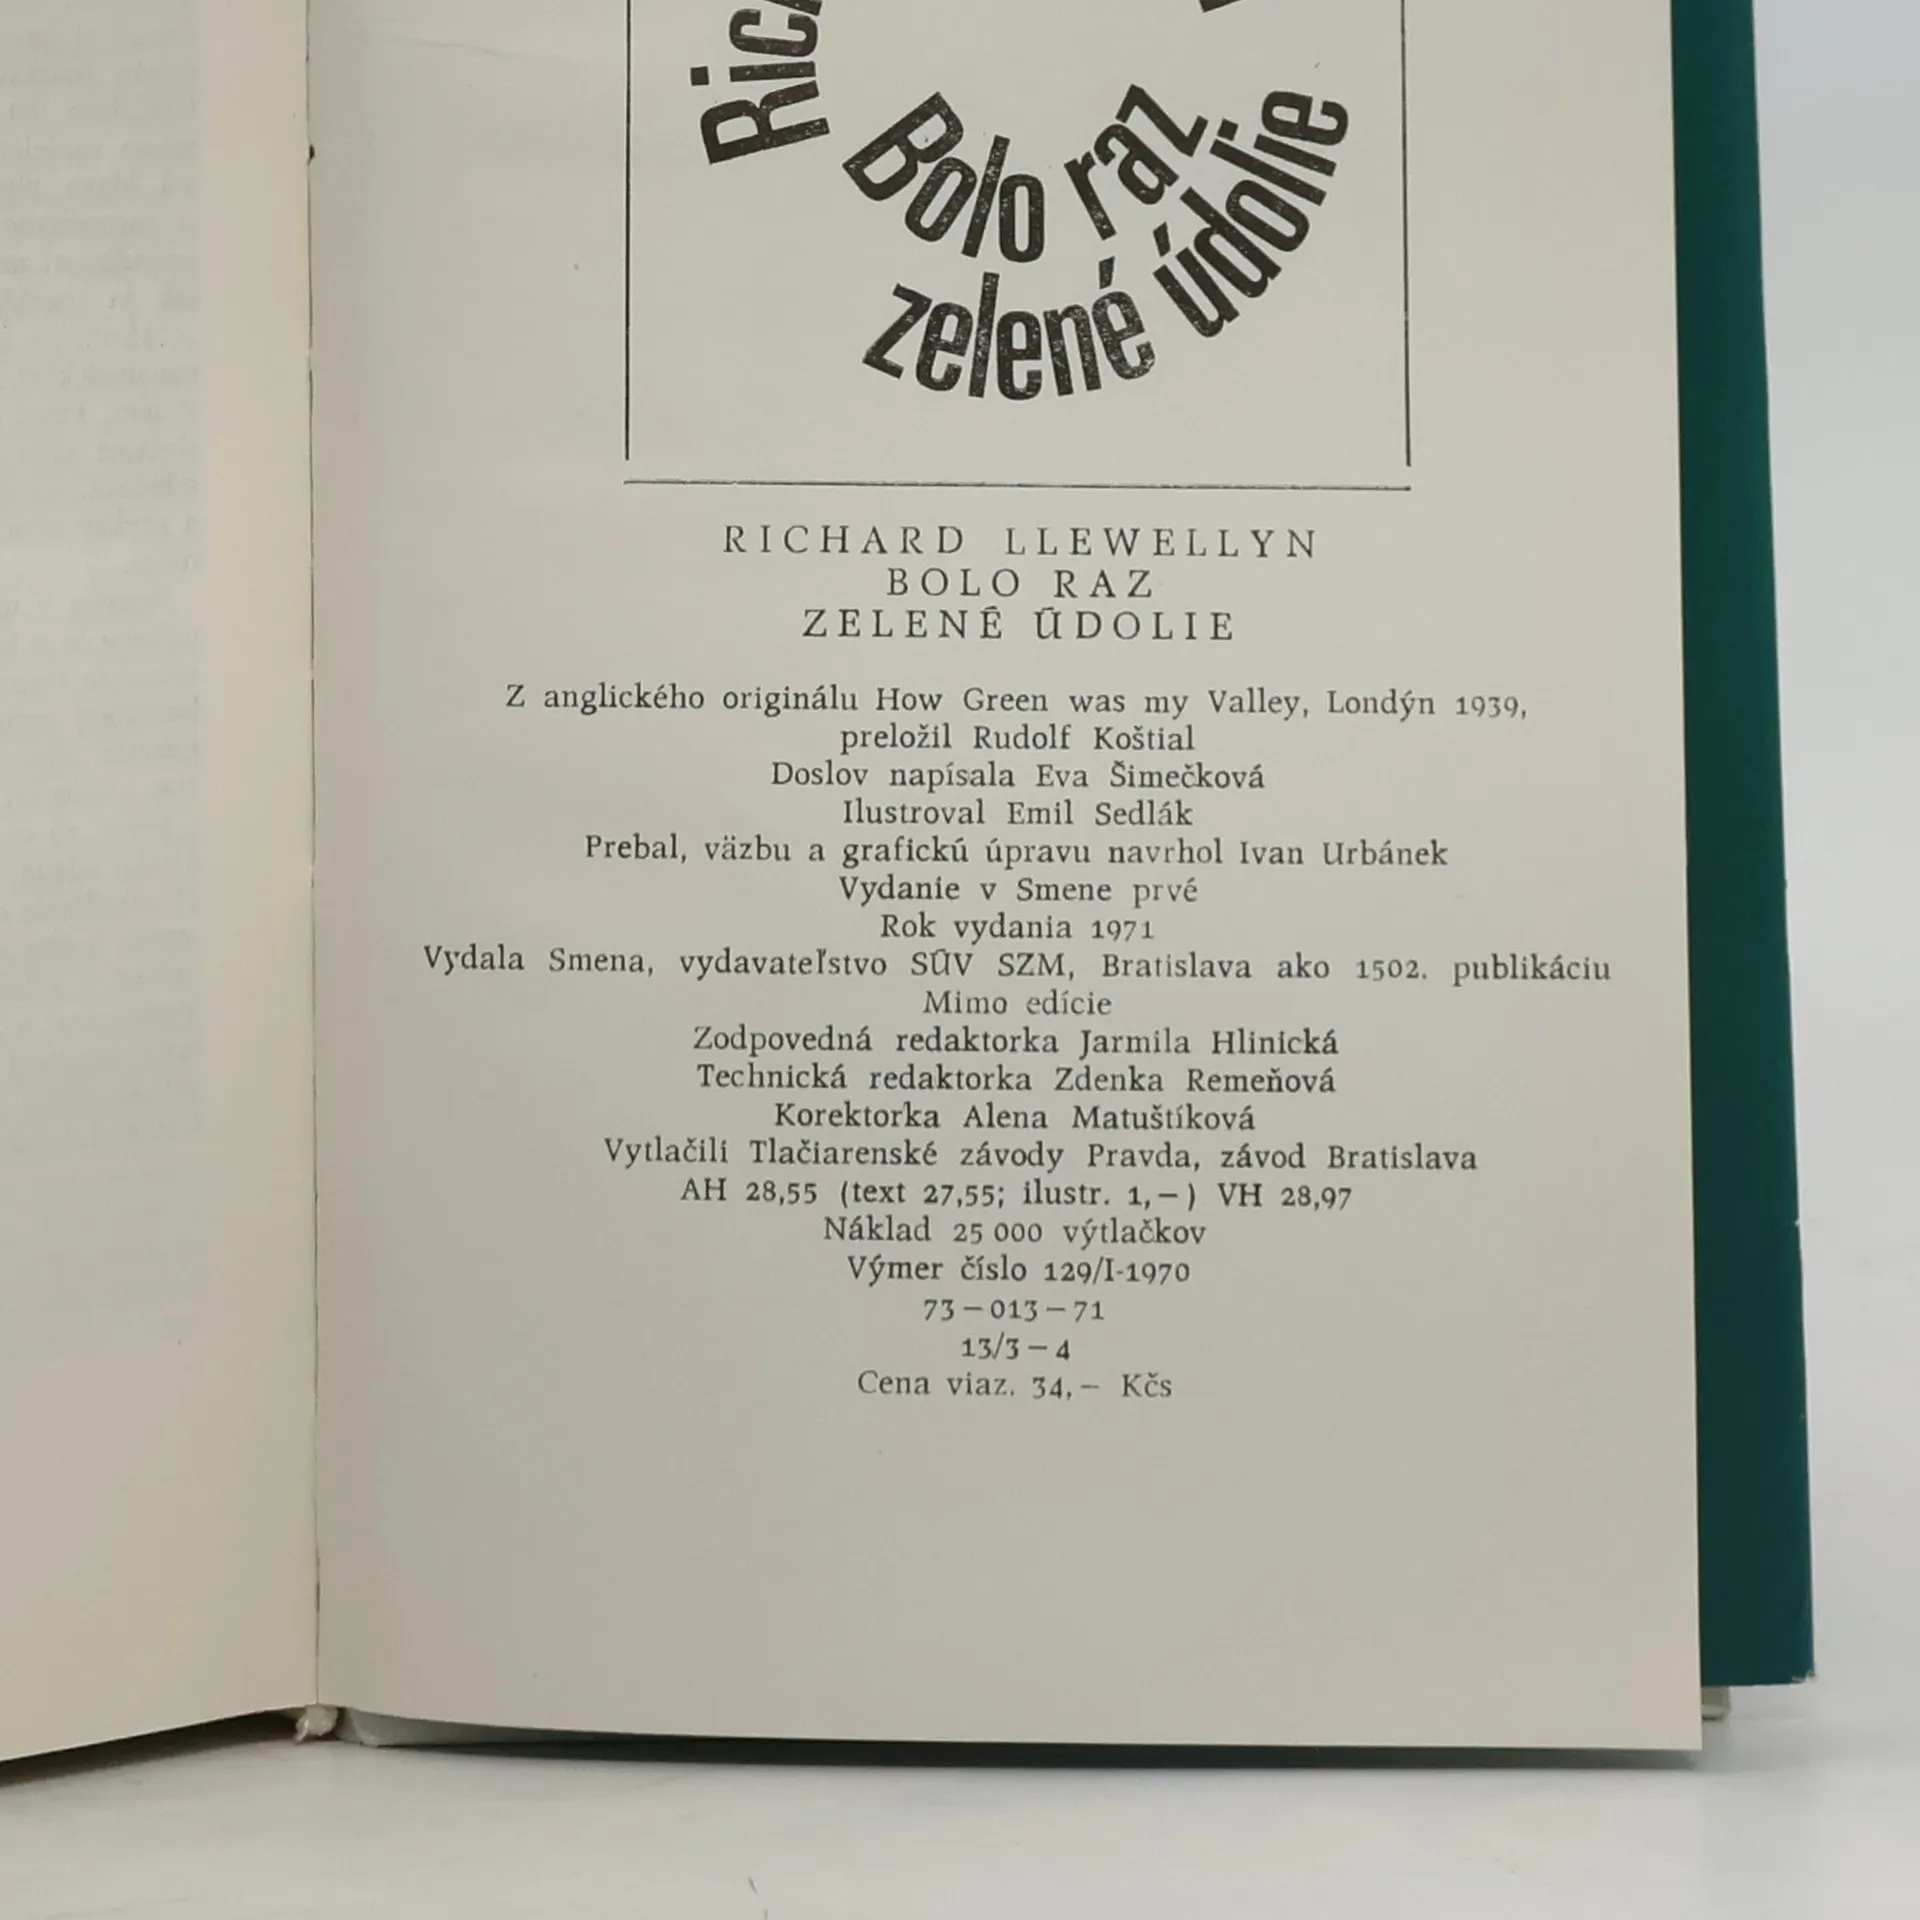 Bolo raz
zelené údolie
RICHARD LLEWELLYN
BOLO RAZ
ZELENÉ ÚDOLIE
Z anglického originálu How Green was my Valley, Londýn 1939,
preložil Rudolf Koštial
Doslov napísala Eva Šimečková
Ilustroval Emil Sedlák
Prebal, väzbu a grafickú úpravu navrhol Ivan Urbánek
Vydanie v Smene prvé
Rok vydania 1971
Vydala Smena, vydavateľstvo SÚV SZM, Bratislava ako 1502. publikáciu
Mimo edície
Zodpovedná redaktorka Jarmila Hlinická
Technická redaktorka Zdenka Remeňová
Korektorka Alena Matuštíková
Vytlačili Tlačiarenské závody Pravda, závod Bratislava
AH 28,55 (text 27,55; ilustr. 1,—) VH 28,97
Náklad 25 000 výtlačkov
Výmer číslo 129/I-1970
73 — 013 — 71
13/3 — 4
Cena viaz. 34,— Kčs